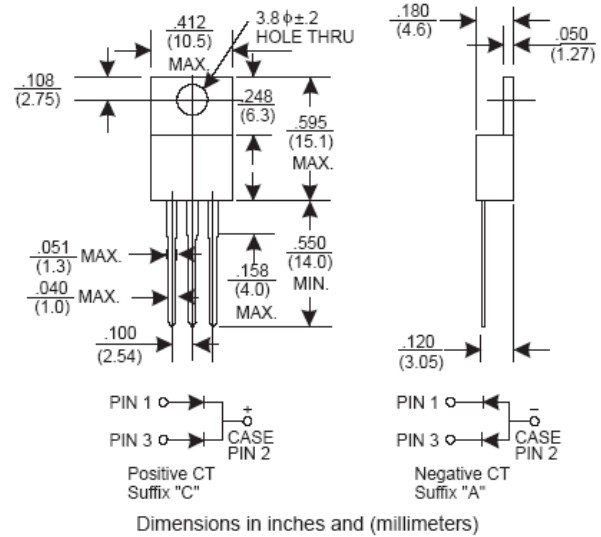 .412
(10.5)
MAX.
3.8 ϕ±.2
HOLE THRU
.180
(4.6)
.050
(1.27)
.108
(2.75)
.248
(6.3)
.595
(15.1)
MAX.
.051
(1.3) MAX.
.040
(1.0) MAX.
.158
(4.0)
MAX.
.550
(14.0)
MIN.
.100
(2.54)
.120
(3.05)
PIN 1
+
PIN 3
CASE
PIN 2
Positive CT
Suffix "C"
PIN 1
–
PIN 3
CASE
PIN 2
Negative CT
Suffix "A"
Dimensions in inches and (millimeters)